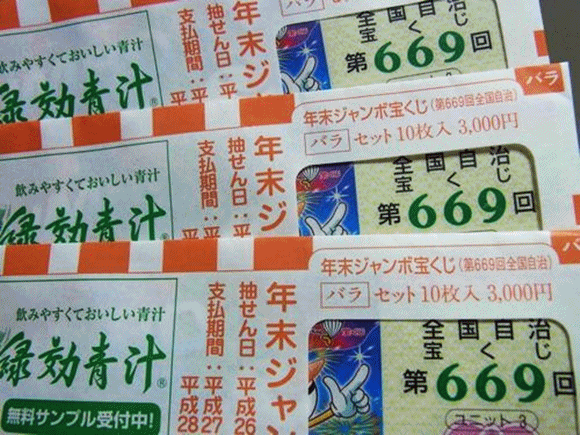 飲みやすくておいしい青汁
緑効青汁®
年末ジャ
抽せん日：平
支払期間：平
全国自治
宝くじ
第669回
バラ
飲みやすくておいしい青汁
緑効青汁®
年末ジャ
抽せん日：平
支払期間：平
年末ジャンボ宝くじ(第669回全国自治)
バラ セット10枚入 3,000円
全国自治
宝くじ
第669回
飲みやすくておいしい青汁
緑効青汁®
無料サンプル受付中!
年末ジャン
抽せん日：平成26
支払期間：平成27
平成28
年末ジャンボ宝くじ(第669回全国自治)
バラ セット10枚入 3,000円
全国自治
宝くじ
第669回
ユニット 3